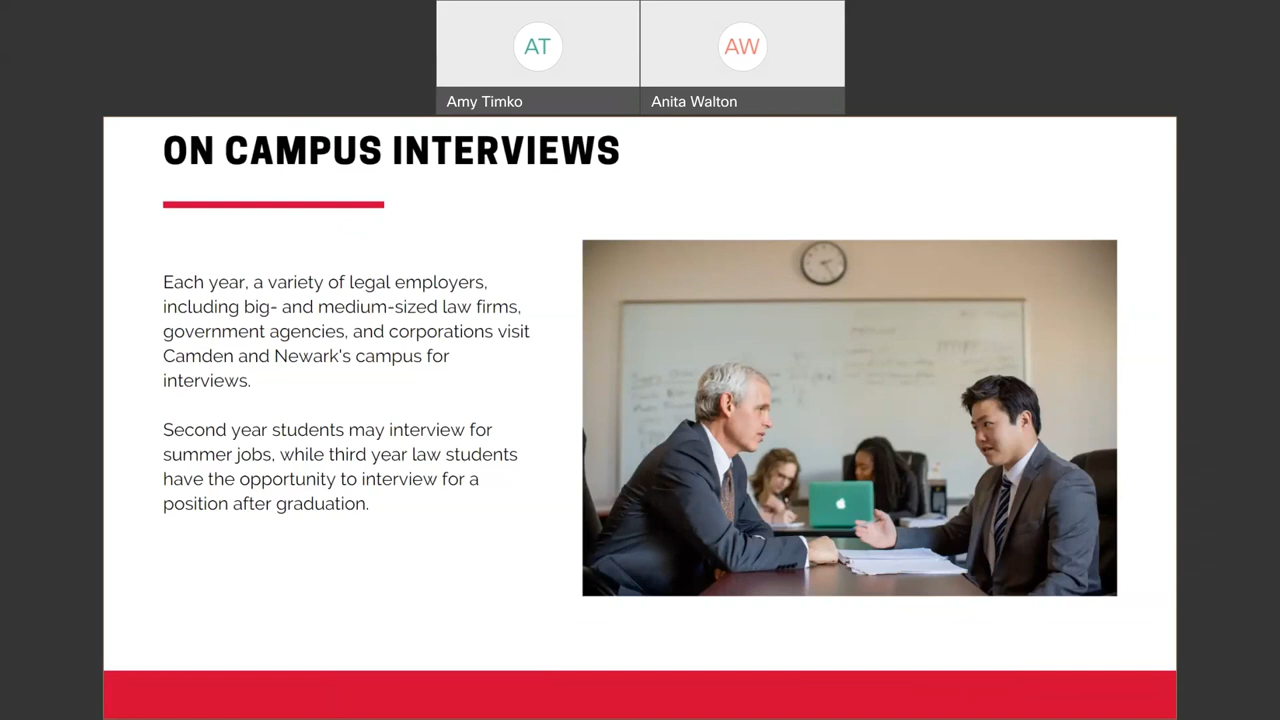 AT
AW
Amy Timko
Anita Walton
ON CAMPUS INTERVIEWS
Each year, a variety of legal employers,
including big- and medium-sized law firms,
government agencies, and corporations visit
Camden and Newark's campus for
interviews.
Second year students may interview for
summer jobs, while third year law students
have the opportunity to interview for a
position after graduation.